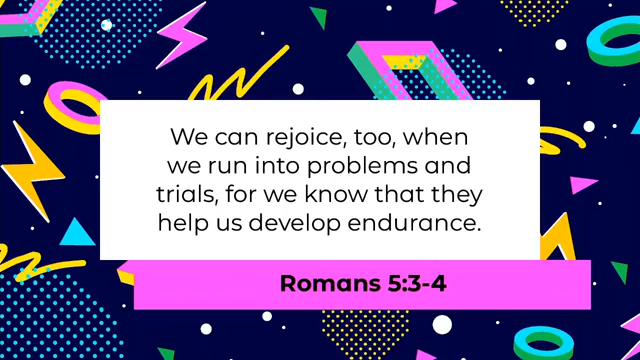 We can rejoice, too, when
we run into problems and
trials, for we know that they
help us develop endurance.
Romans 5:3-4